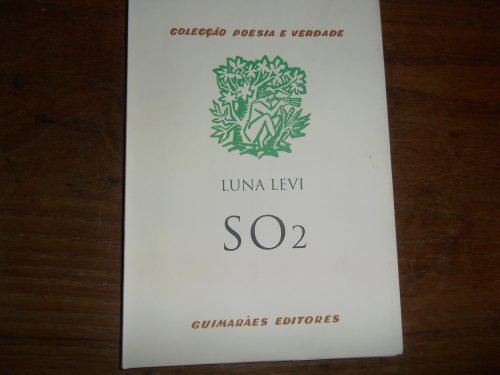 COLECÇÃO POESIA E VERDADE
LUNA LEVI
SO2
GUIMARÃES EDITORES